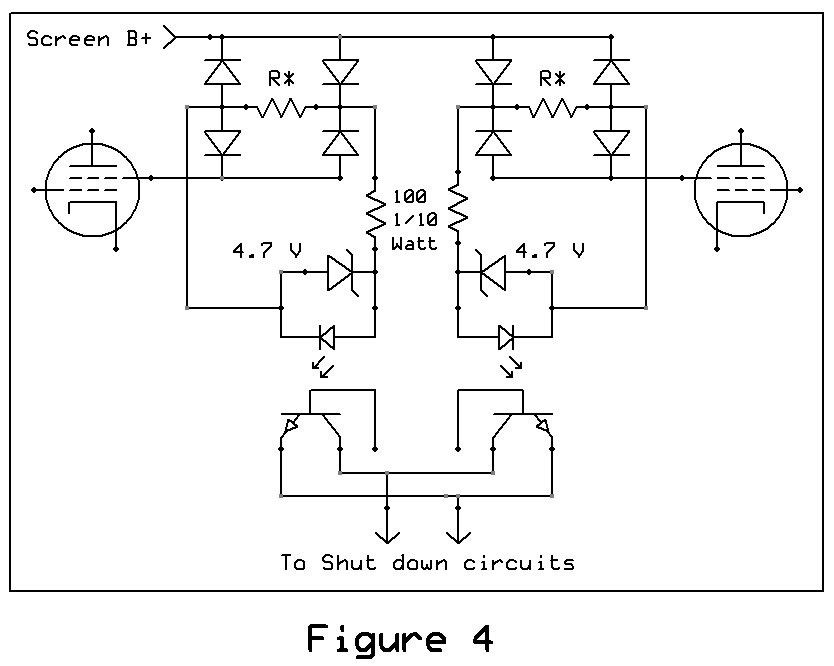 Screen B+
R*
R*
100
1/10
Watt
4.7 V
4.7 V
To Shut down circuits
Figure 4